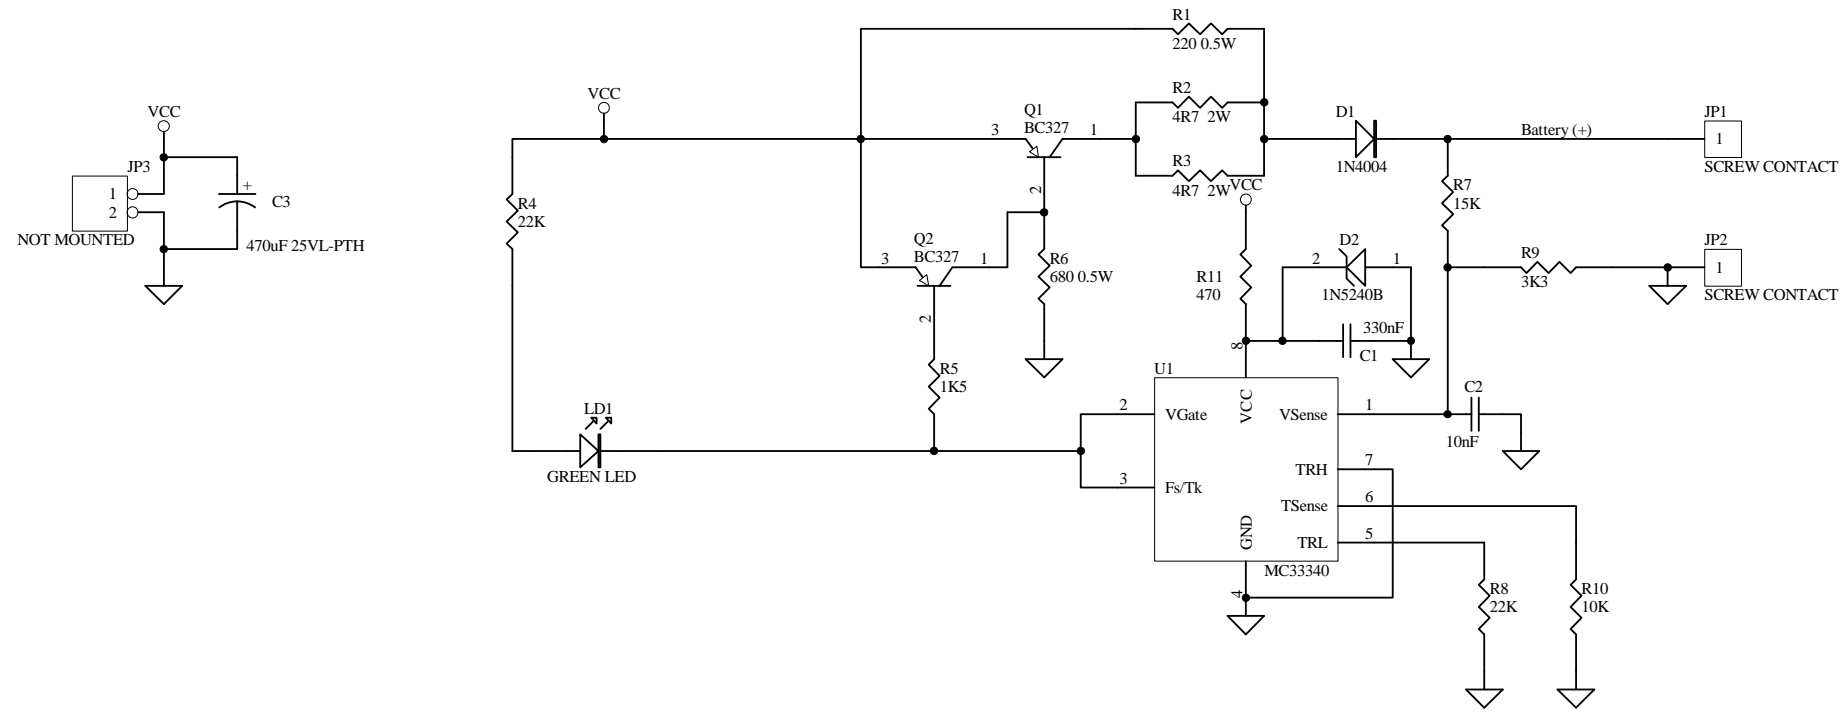 VCC
JP3
1
2
NOT MOUNTED
+
C3
470uF 25VL-PTH
VCC
R4
22K
LD1
GREEN LED
R1
220 0.5W
R2
4R7 2W
R3
4R7 2W
Q1
BC327
3
1
2
Q2
BC327
3
1
2
R6
680 0.5W
R5
1K5
VCC
R11
470
8
D2
2
1
1N5240B
330nF
C1
D1
1N4004
Battery (+)
JP1
1
SCREW CONTACT
R7
15K
R9
3K3
JP2
1
SCREW CONTACT
C2
10nF
U1
2
VGate
3
Fs/Tk
VCC
GND
4
VSense
1
TRH
7
TSense
6
TRL
5
MC33340
R8
22K
R10
10K